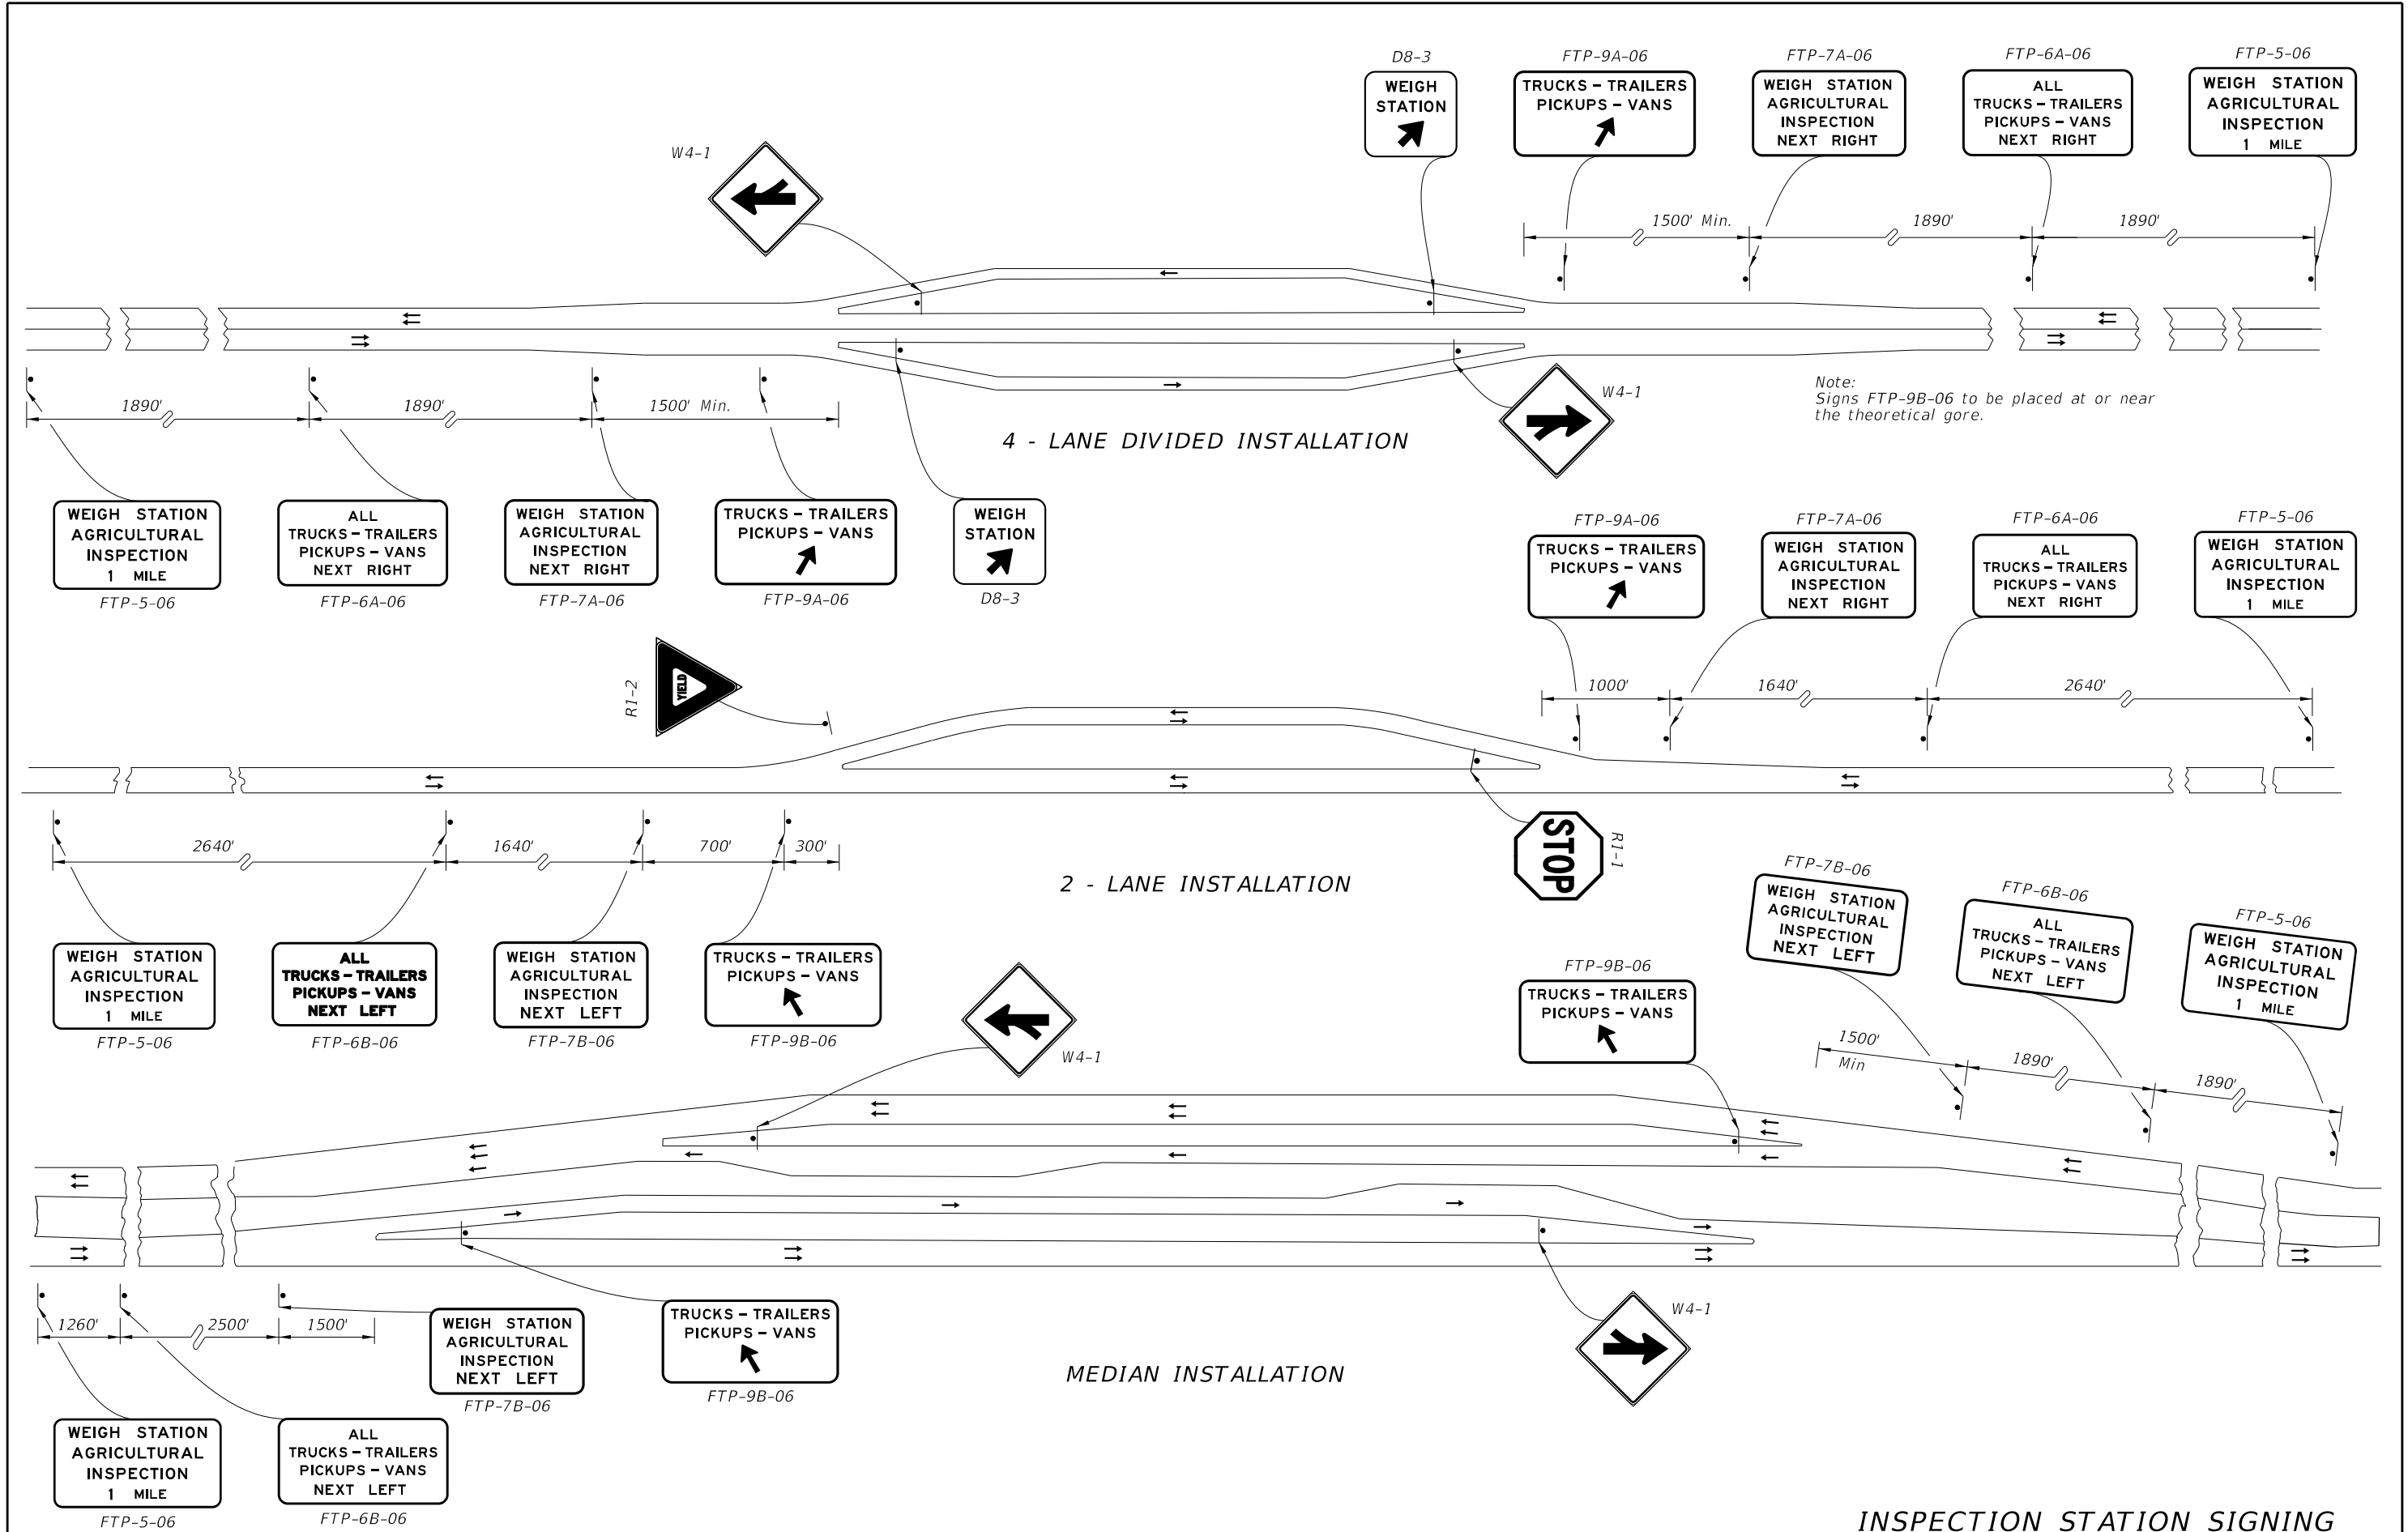 D8-3
WEIGH
STATION
FTP-9A-06
TRUCKS - TRAILERS
PICKUPS - VANS
FTP-7A-06
WEIGH STATION
AGRICULTURAL
INSPECTION
NEXT RIGHT
FTP-6A-06
ALL
TRUCKS - TRAILERS
PICKUPS - VANS
NEXT RIGHT
FTP-5-06
WEIGH STATION
AGRICULTURAL
INSPECTION
1 MILE
W4-1
1500' Min.
1890'
1890'
1890'
1890'
1500' Min.
W4-1
Note:
Signs FTP-9B-06 to be placed at or near
the theoretical gore.
4 - LANE DIVIDED INSTALLATION
WEIGH STATION
AGRICULTURAL
INSPECTION
1 MILE
FTP-5-06
ALL
TRUCKS - TRAILERS
PICKUPS - VANS
NEXT RIGHT
FTP-6A-06
WEIGH STATION
AGRICULTURAL
INSPECTION
NEXT RIGHT
FTP-7A-06
TRUCKS - TRAILERS
PICKUPS - VANS
FTP-9A-06
WEIGH
STATION
D8-3
FTP-9A-06
TRUCKS - TRAILERS
PICKUPS - VANS
FTP-7A-06
WEIGH STATION
AGRICULTURAL
INSPECTION
NEXT RIGHT
FTP-6A-06
ALL
TRUCKS - TRAILERS
PICKUPS - VANS
NEXT RIGHT
FTP-5-06
WEIGH STATION
AGRICULTURAL
INSPECTION
1 MILE
R1-2
YIELD
1000'
1640'
2640'
2640'
1640'
700'
300'
STOP
R1-1
2 - LANE INSTALLATION
WEIGH STATION
AGRICULTURAL
INSPECTION
1 MILE
FTP-5-06
ALL
TRUCKS - TRAILERS
PICKUPS - VANS
NEXT LEFT
FTP-6B-06
WEIGH STATION
AGRICULTURAL
INSPECTION
NEXT LEFT
FTP-7B-06
TRUCKS - TRAILERS
PICKUPS - VANS
FTP-9B-06
W4-1
FTP-9B-06
TRUCKS - TRAILERS
PICKUPS - VANS
FTP-7B-06
WEIGH STATION
AGRICULTURAL
INSPECTION
NEXT LEFT
FTP-6B-06
ALL
TRUCKS - TRAILERS
PICKUPS - VANS
NEXT LEFT
FTP-5-06
WEIGH STATION
AGRICULTURAL
INSPECTION
1 MILE
1500'
Min
1890'
1890'
1260'
2500'
1500'
WEIGH STATION
AGRICULTURAL
INSPECTION
NEXT LEFT
FTP-7B-06
TRUCKS - TRAILERS
PICKUPS - VANS
FTP-9B-06
W4-1
MEDIAN INSTALLATION
WEIGH STATION
AGRICULTURAL
INSPECTION
1 MILE
FTP-5-06
ALL
TRUCKS - TRAILERS
PICKUPS - VANS
NEXT LEFT
FTP-6B-06
INSPECTION STATION SIGNING